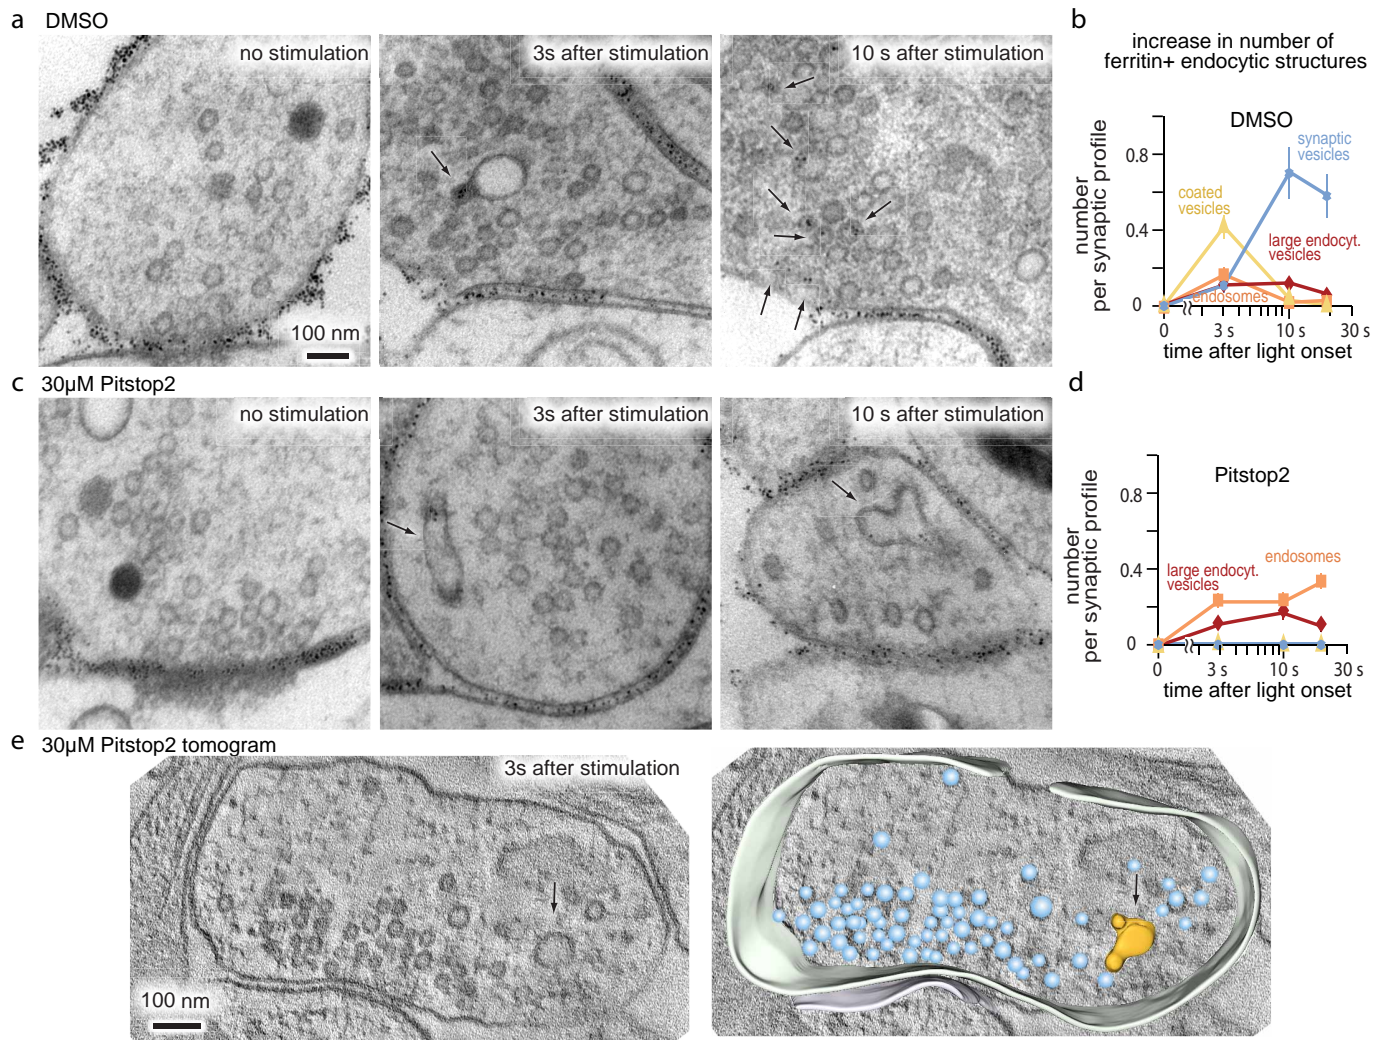 a DMSO
no stimulation
3s after stimulation
10 s after stimulation
100 nm
b
increase in number of
ferritin+ endocytic structures
DMSO
synaptic
vesicles
coated
vesicles
large endocyt.
vesicles
endosomes
number
per synaptic profile
0.8
0.4
0
0 3 s 10 s 30 s
time after light onset
c 30µM Pitstop2
no stimulation
3s after stimulation
10 s after stimulation
d
Pitstop2
endosomes
large endocyt.
vesicles
number
per synaptic profile
0.8
0.4
0
0 3 s 10 s 30 s
time after light onset
e 30µM Pitstop2 tomogram
3s after stimulation
100 nm